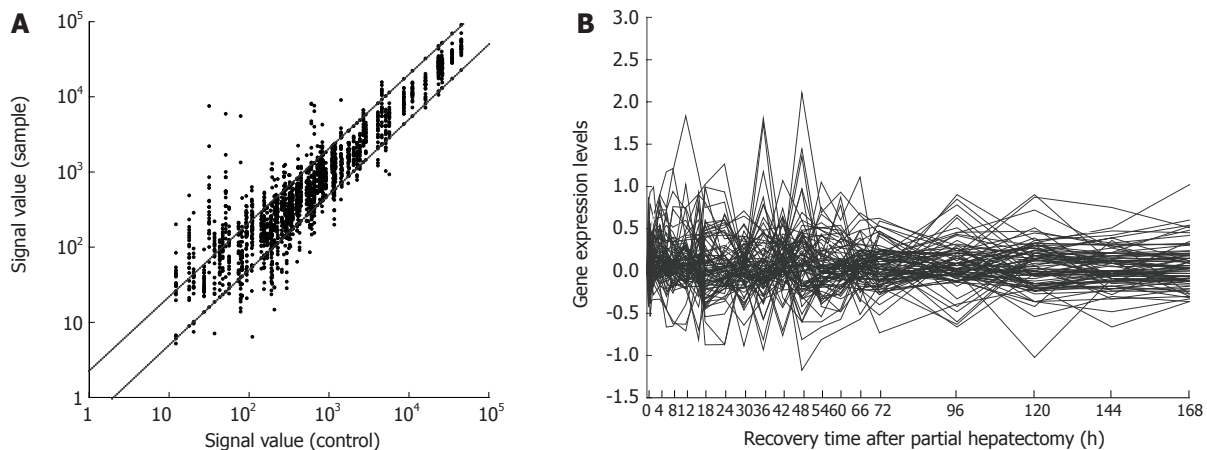 A
Signal value (sample)
10⁵
10⁴
10³
10²
10
1
1 10 10² 10³ 10⁴ 10⁵
Signal value (control)
B
Gene expression levels
3.0
2.5
2.0
1.5
1.0
0.5
0.0
-0.5
-1.0
-1.5
0 4 8 12 18 24 30 36 42 48 54 60 66 72 96 120 144 168
Recovery time after partial hepatectomy (h)